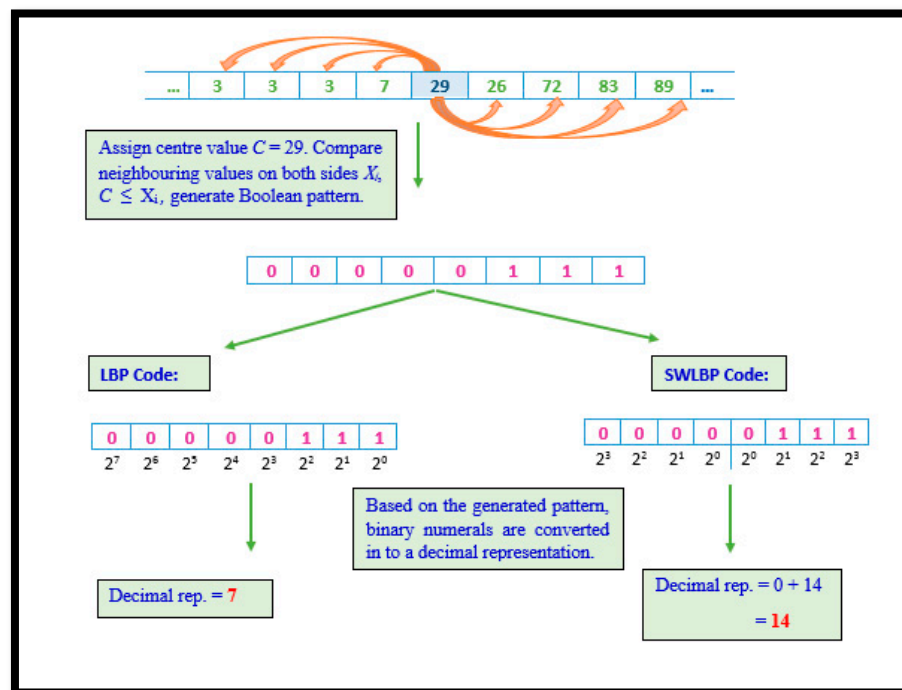 ... 3 3 3 7 29 26 72 83 89 ...
Assign centre value C = 29. Compare
neighbouring values on both sides Xᵢ,
C ≤ Xᵢ, generate Boolean pattern.
0 0 0 0 0 1 1 1
LBP Code:
SWLBP Code:
0 0 0 0 0 1 1 1
2⁷ 2⁶ 2⁵ 2⁴ 2³ 2² 2¹ 2⁰
0 0 0 0 0 1 1 1
2³ 2² 2¹ 2⁰ 2⁰ 2¹ 2² 2³
Based on the generated pattern,
binary numerals are converted
in to a decimal representation.
Decimal rep. = 7
Decimal rep. = 0 + 14
= 14